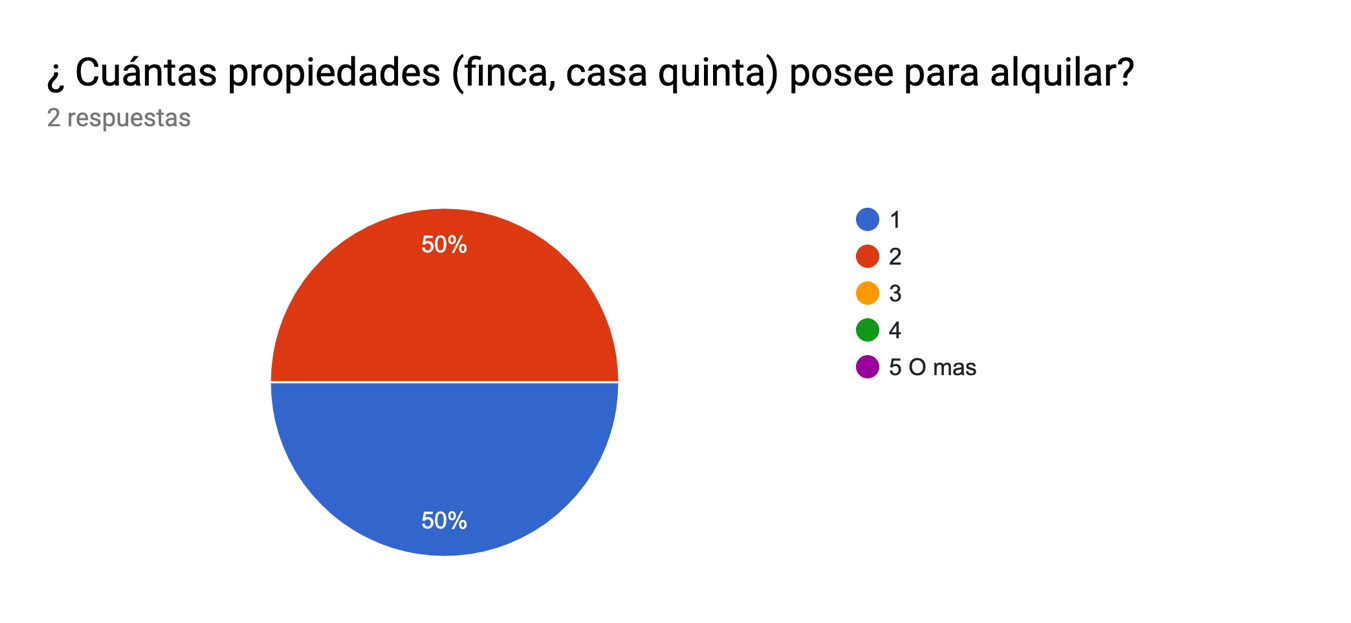 ¿ Cuántas propiedades (finca, casa quinta) posee para alquilar?
2 respuestas
50%
50%
1
2
3
4
5 O mas